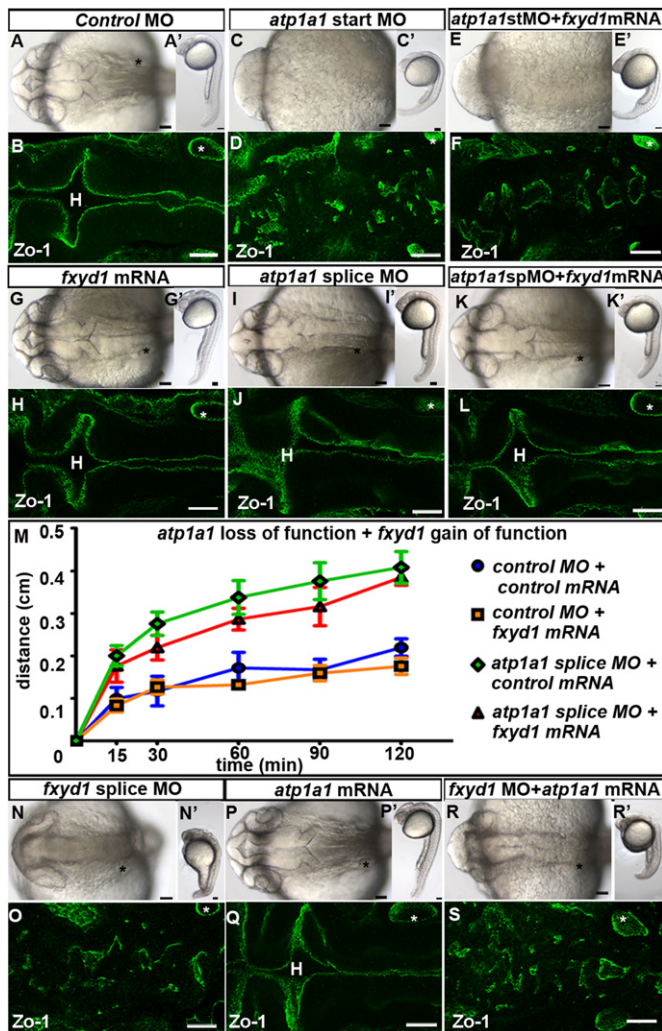 Control MO
atp1a1 start MO
atp1a1stMO+fxyd1mRNA
A
*
A'
C
C'
E
E'
B
H
*
Zo-1
D
*
Zo-1
F
*
Zo-1
fxyd1 mRNA
atp1a1 splice MO
atp1a1spMO+fxyd1mRNA
G
*
G'
I
*
I'
K
*
K'
H
H
*
Zo-1
J
H
*
Zo-1
L
H
*
Zo-1
M
atp1a1 loss of function + fxyd1 gain of function
distance (cm)
0.5
0.4
0.3
0.2
0.1
0
15
30
60
90
120
time (min)
control MO +
control mRNA
control MO +
fxyd1 mRNA
atp1a1 splice MO +
control mRNA
atp1a1 splice MO +
fxyd1 mRNA
fxyd1 splice MO
atp1a1 mRNA
fxyd1 MO+atp1a1 mRNA
N
*
N'
P
*
P'
R
*
R'
O
*
Zo-1
Q
H
*
Zo-1
S
*
Zo-1